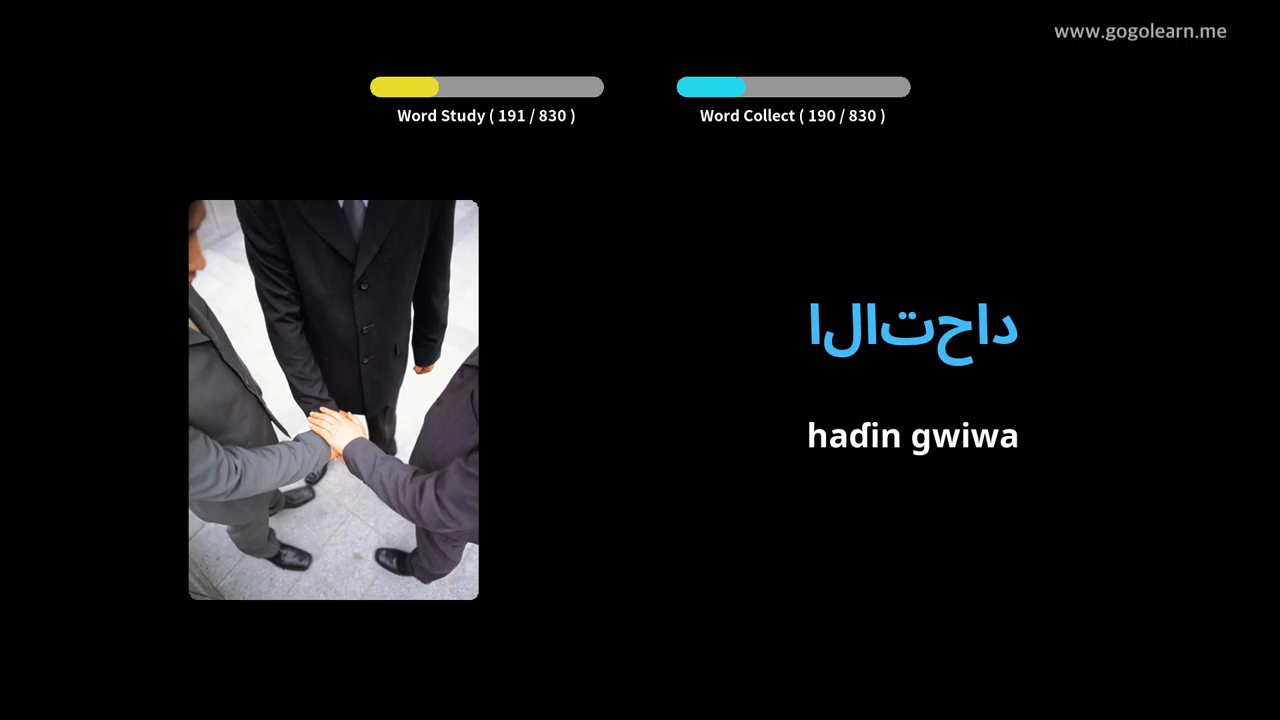 www.gogolearn.me
Word Study ( 191 / 830 )
Word Collect ( 190 / 830 )
الاتحاد
haɗin gwiwa